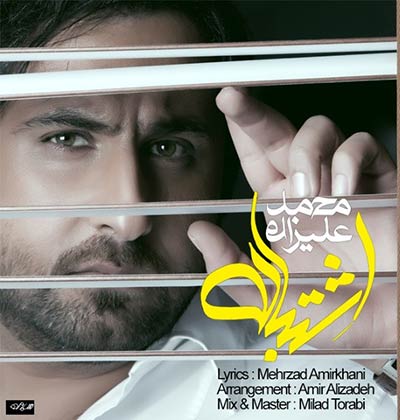 محمد
علیزاده
اشتباه
Lyrics : Mehrzad Amirkhani
Arrangement : Amir Alizadeh
Mix & Master : Milad Torabi